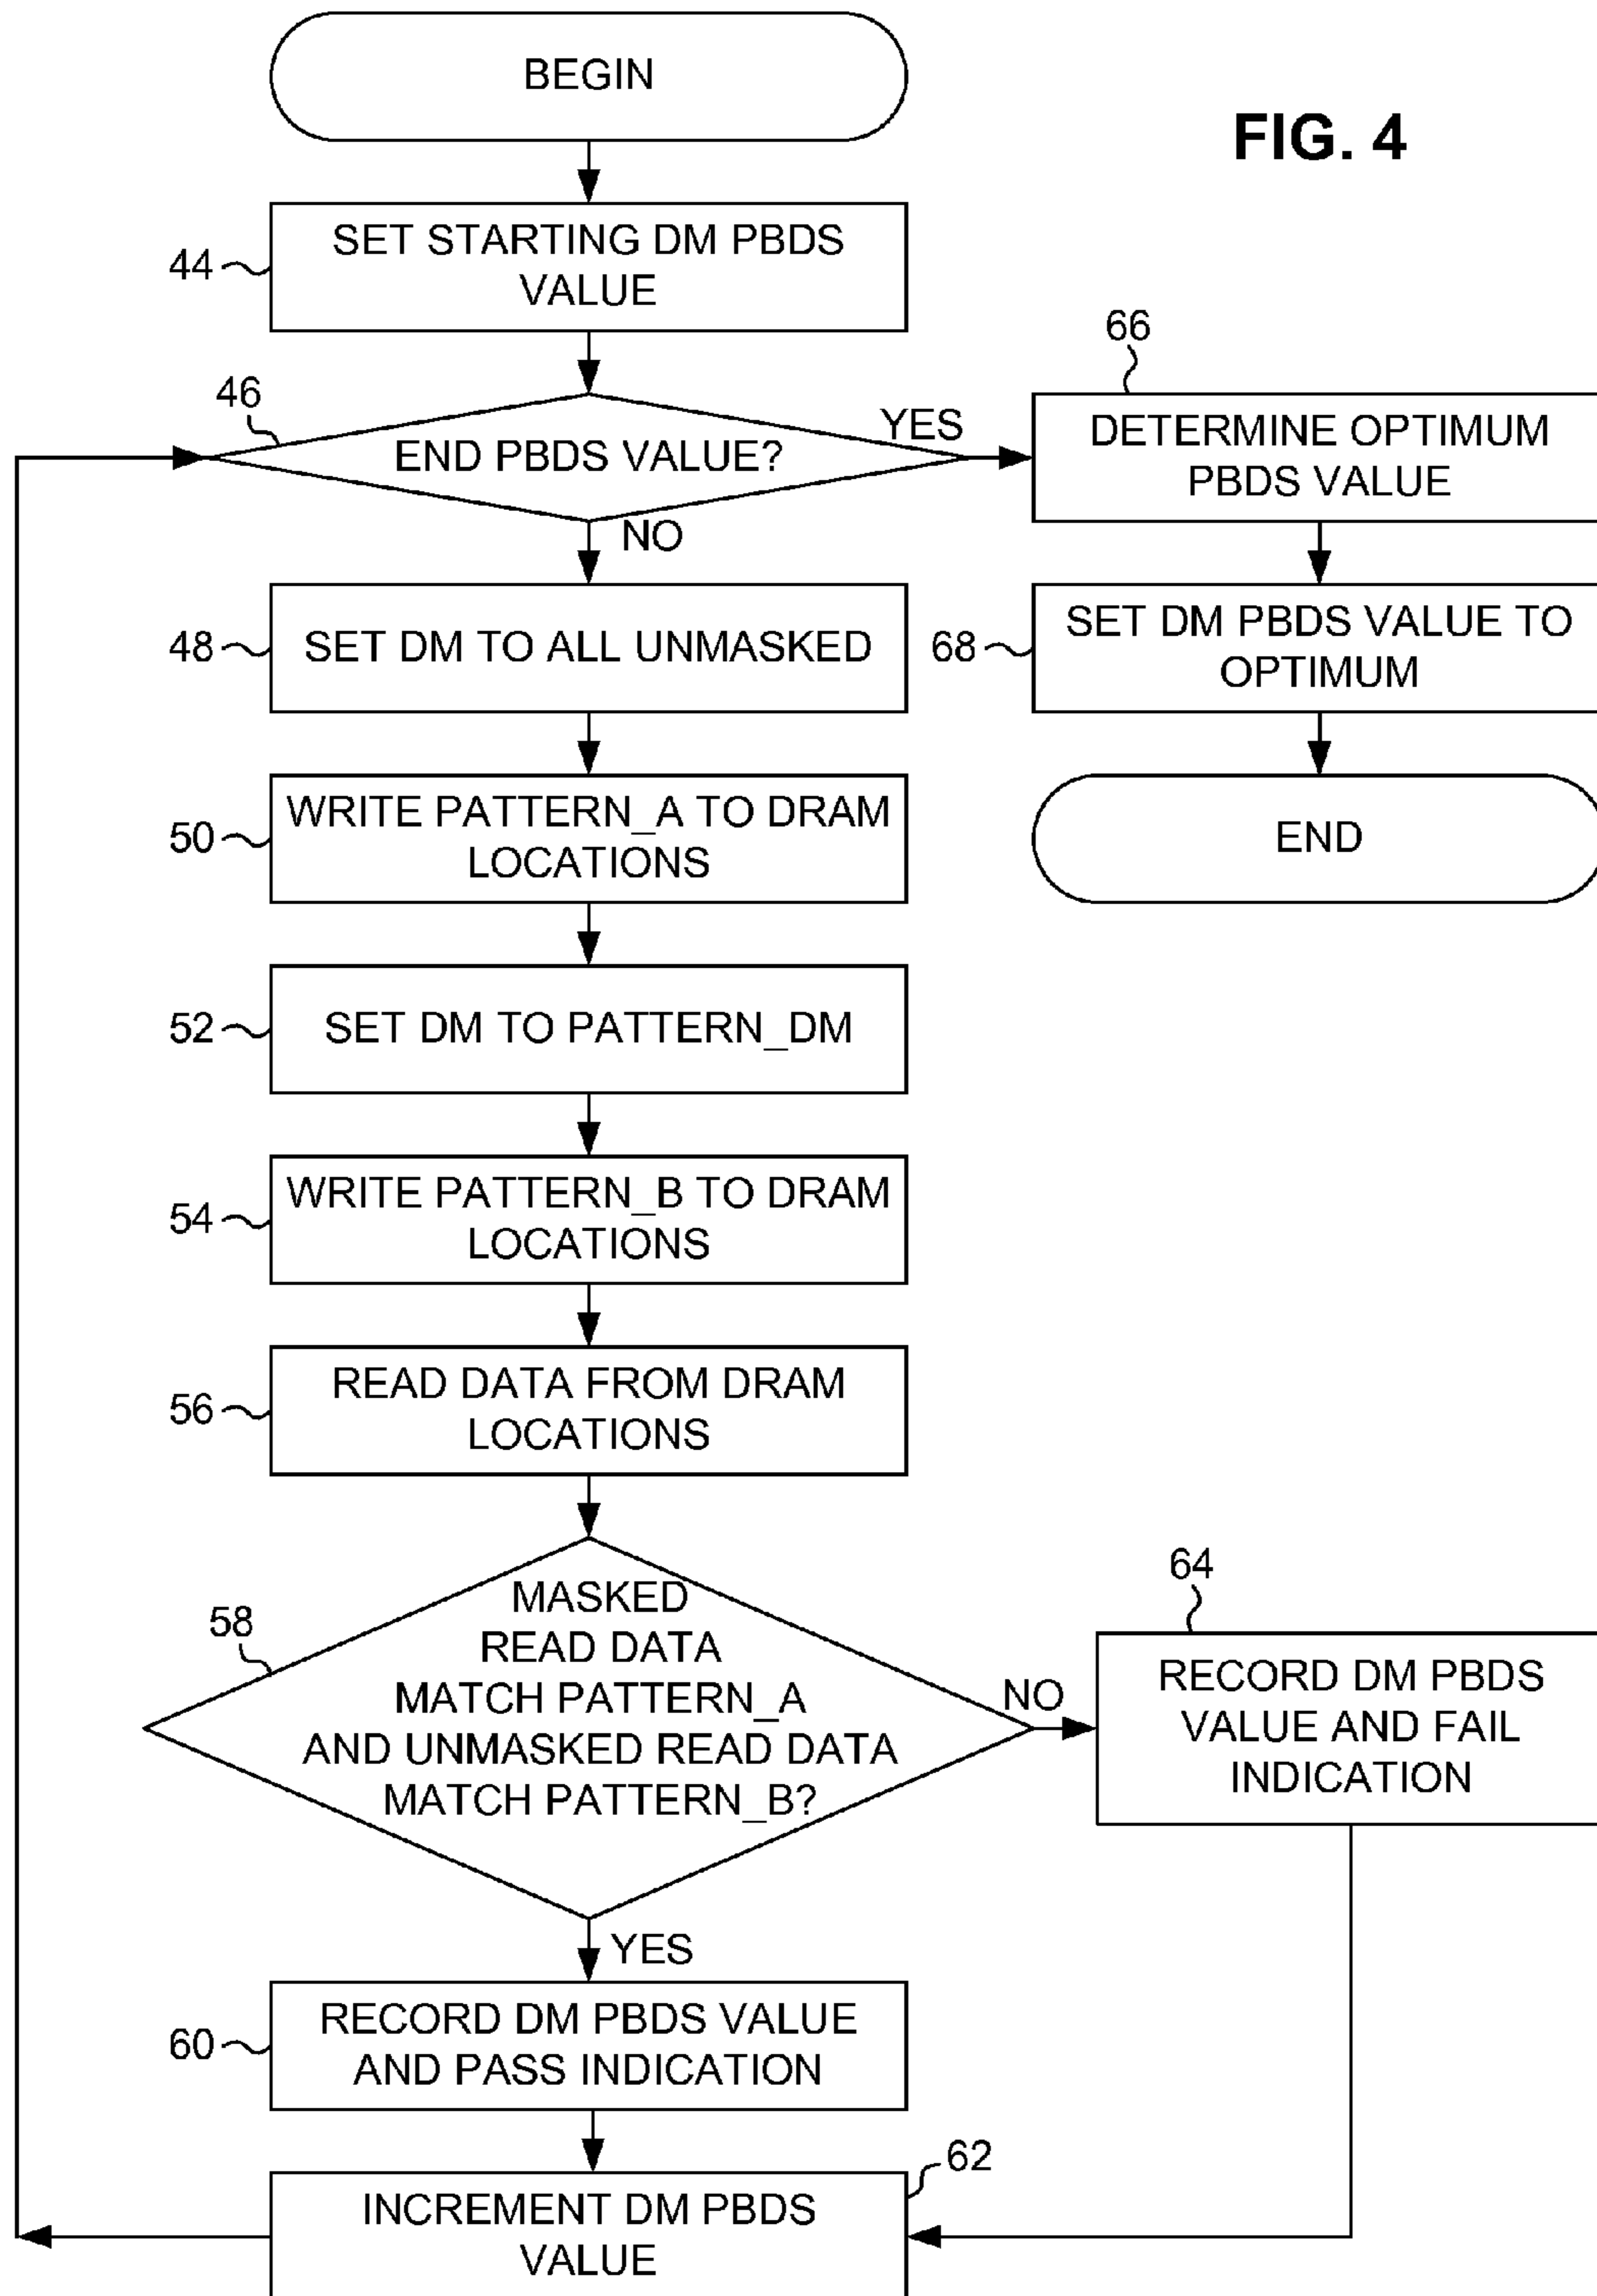 BEGIN
FIG. 4
44
SET STARTING DM PBDS
VALUE
46
END PBDS VALUE?
YES
NO
66
DETERMINE OPTIMUM
PBDS VALUE
48
SET DM TO ALL UNMASKED
68
SET DM PBDS VALUE TO
OPTIMUM
50
WRITE PATTERN_A TO DRAM
LOCATIONS
END
52
SET DM TO PATTERN_DM
54
WRITE PATTERN_B TO DRAM
LOCATIONS
56
READ DATA FROM DRAM
LOCATIONS
58
MASKED
READ DATA
MATCH PATTERN_A
AND UNMASKED READ DATA
MATCH PATTERN_B?
NO
64
RECORD DM PBDS
VALUE AND FAIL
INDICATION
YES
60
RECORD DM PBDS VALUE
AND PASS INDICATION
62
INCREMENT DM PBDS
VALUE